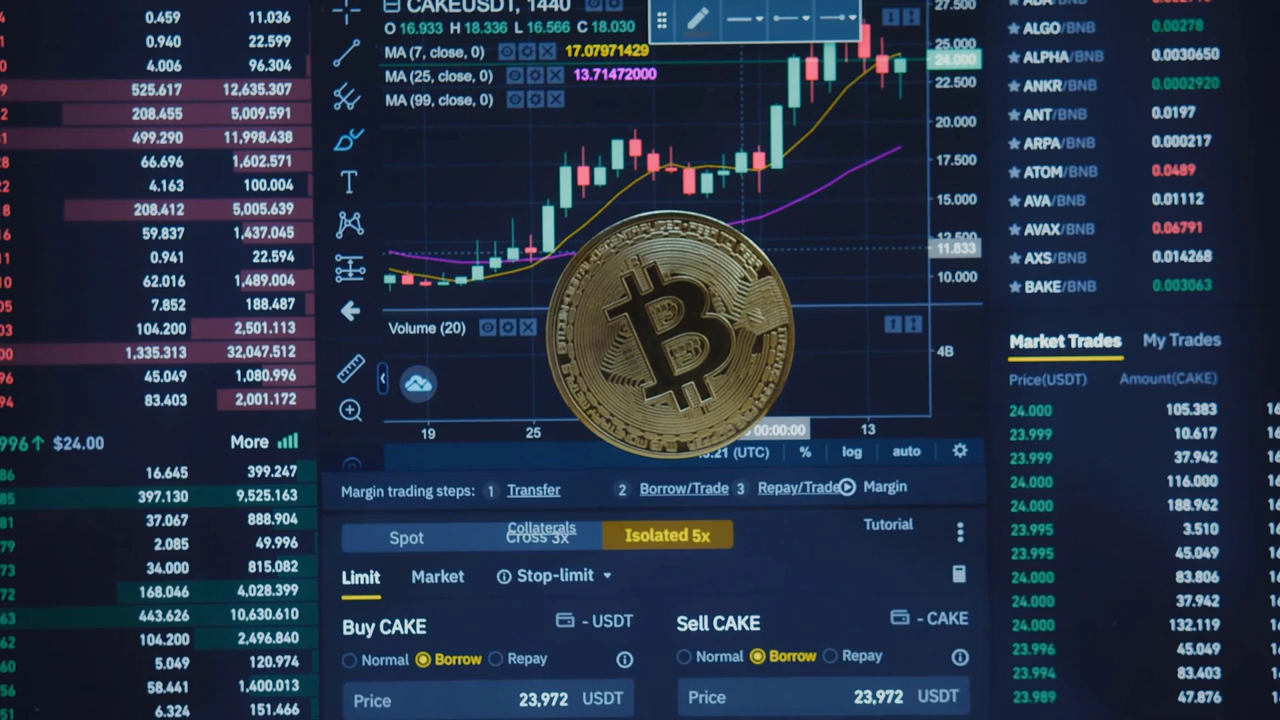 0.459 11.036
0.940 22.599
4.006 96.304
525.617 12,635.307
208.455 5,009.591
499.290 11,998.438
66.696 1,602.571
4.163 100.004
208.412 5,005.639
59.837 1,437.045
0.941 22.594
62.016 1,489.004
7.852 188.487
104.200 2,501.113
1,335.313 32,047.512
45.049 1,080.996
83.403 2,001.172
996↑ $24.00 More
16.645 399.247
397.130 9,525.163
37.067 888.904
2.085 49.996
34.000 815.082
168.046 4,028.399
443.626 10,630.610
104.200 2,496.840
5.049 120.974
58.441 1,400.013
6.324 151.466
CAKEUSDT, 1440
O 16.933 H 18.336 L 16.566 C 18.030
MA (7, close, 0) 17.07971429
MA (25, close, 0) 13.71472000
MA (99, close, 0)
27.500
25.000
24.000
22.500
20.000
17.500
15.000
12.500
11.833
10.000
Volume (20)
4B
19 25 00:00:00 13
(UTC) % log auto
Margin trading steps: 1 Transfer 2 Borrow/Trade 3 Repay/Trade Margin
Collaterals Tutorial
Spot Cross 3x Isolated 5x
Limit Market Stop-limit
Buy CAKE - USDT
Normal Borrow Repay
Price 23,972 USDT
Sell CAKE - CAKE
Normal Borrow Repay
Price 23,972 USDT
ALGO/BNB 0.00278
ALPHA/BNB 0.0030650
ANKR/BNB 0.0002920
ANT/BNB 0.0197
ARPA/BNB 0.000217
ATOM/BNB 0.0489
AVA/BNB 0.01112
AVAX/BNB 0.06791
AXS/BNB 0.014268
BAKE/BNB 0.003063
Market Trades My Trades
Price(USDT) Amount(CAKE)
24.000 105.383
23.999 10.617
23.999 37.942
24.000 116.000
24.000 188.962
23.995 3.510
23.995 45.049
24.000 83.806
24.000 37.942
24.000 132.119
23.996 45.049
23.994 83.403
23.989 47.876